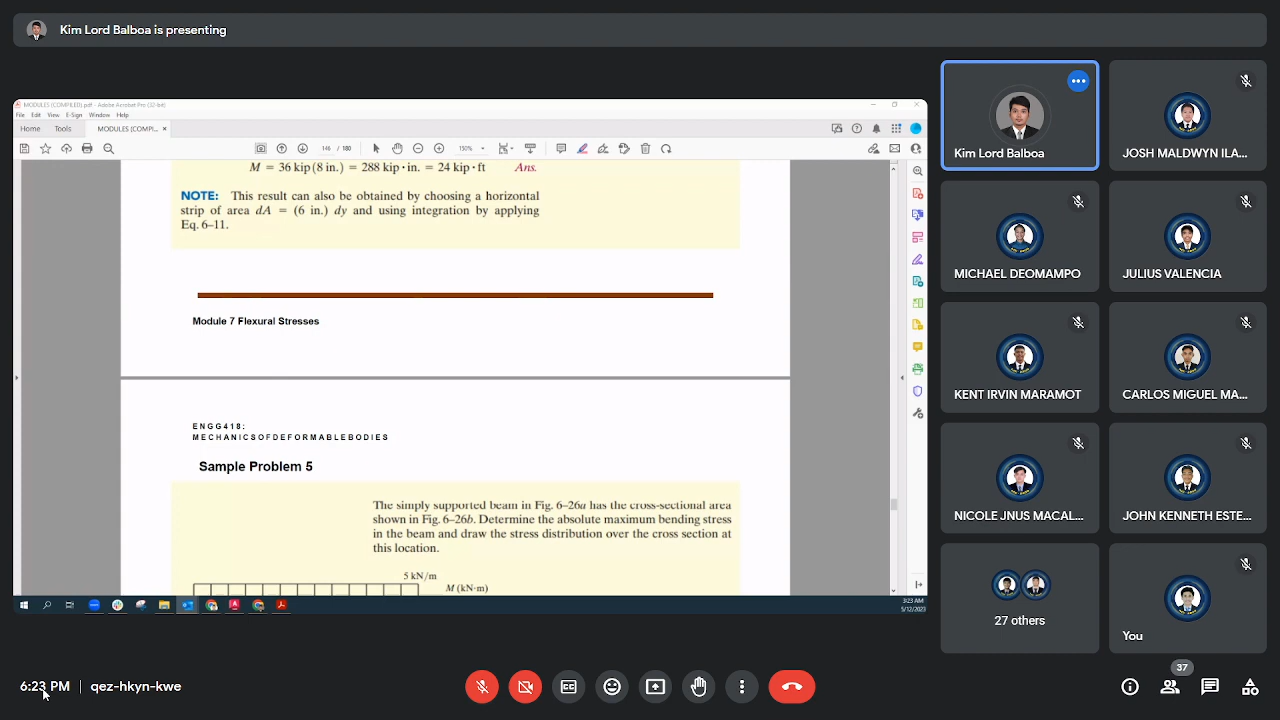 Kim Lord Balboa is presenting
MODULES (COMPILED).pdf - Adobe Acrobat Pro (32-bit)
File Edit View E-Sign Window Help
Home Tools MODULES (COMPI... ×
146 / 180 150%
M = 36 kip (8 in.) = 288 kip · in. = 24 kip · ft Ans.
NOTE: This result can also be obtained by choosing a horizontal
strip of area dA = (6 in.) dy and using integration by applying
Eq. 6–11.
Module 7 Flexural Stresses
ENGG418:
MECHANICSOFDEFORMABLEBODIES
Sample Problem 5
The simply supported beam in Fig. 6–26a has the cross-sectional area
shown in Fig. 6–26b. Determine the absolute maximum bending stress
in the beam and draw the stress distribution over the cross section at
this location.
5 kN/m
M (kN·m)
3:23 AM
5/12/2023
Kim Lord Balboa
JOSH MALDWYN ILA...
MICHAEL DEOMAMPO
JULIUS VALENCIA
KENT IRVIN MARAMOT
CARLOS MIGUEL MA...
NICOLE JNUS MACAL...
JOHN KENNETH ESTE...
27 others
You
6:23 PM | qez-hkyn-kwe
37